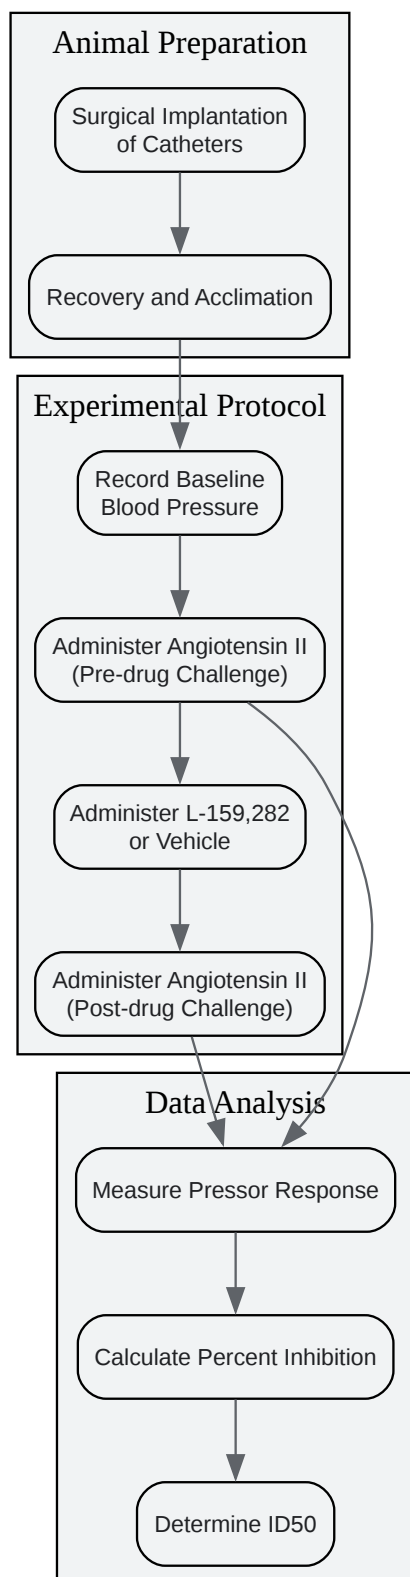 Animal Preparation
Surgical Implantation
of Catheters
Recovery and Acclimation
Experimental Protocol
Record Baseline
Blood Pressure
Administer Angiotensin II
(Pre-drug Challenge)
Administer L-159,282
or Vehicle
Administer Angiotensin II
(Post-drug Challenge)
Data Analysis
Measure Pressor Response
Calculate Percent Inhibition
Determine ID50